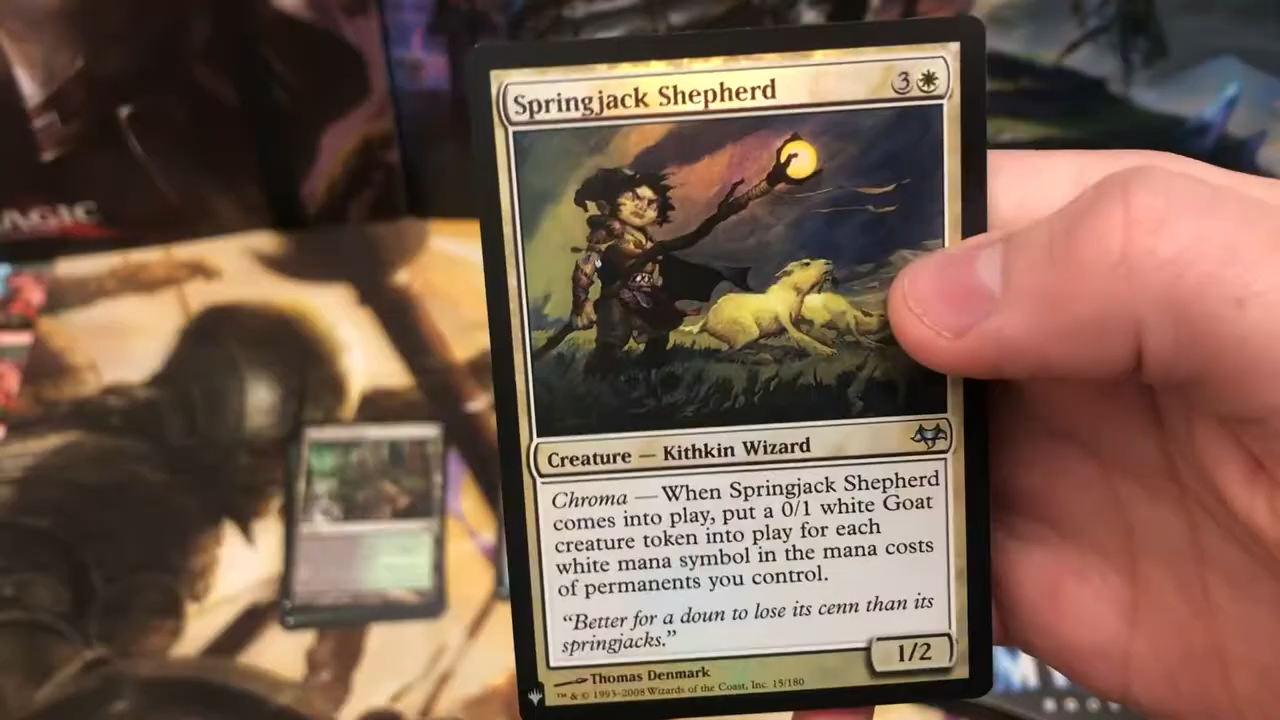 Springjack Shepherd 3
Creature — Kithkin Wizard
Chroma — When Springjack Shepherd
comes into play, put a 0/1 white Goat
creature token into play for each
white mana symbol in the mana costs
of permanents you control.
“Better for a doun to lose its cenn than its
springjacks.”
1/2
Thomas Denmark
™ & © 1993-2008 Wizards of the Coast, Inc. 15/180
MAGIC